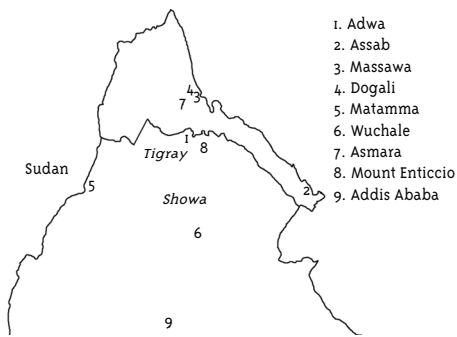 1. Adwa
2. Assab
3. Massawa
4. Dogali
5. Matamma
6. Wuchale
7. Asmara
8. Mount Enticcio
9. Addis Ababa
4
3
7
1
8
Tigray
Sudan
5
2
Showa
6
9